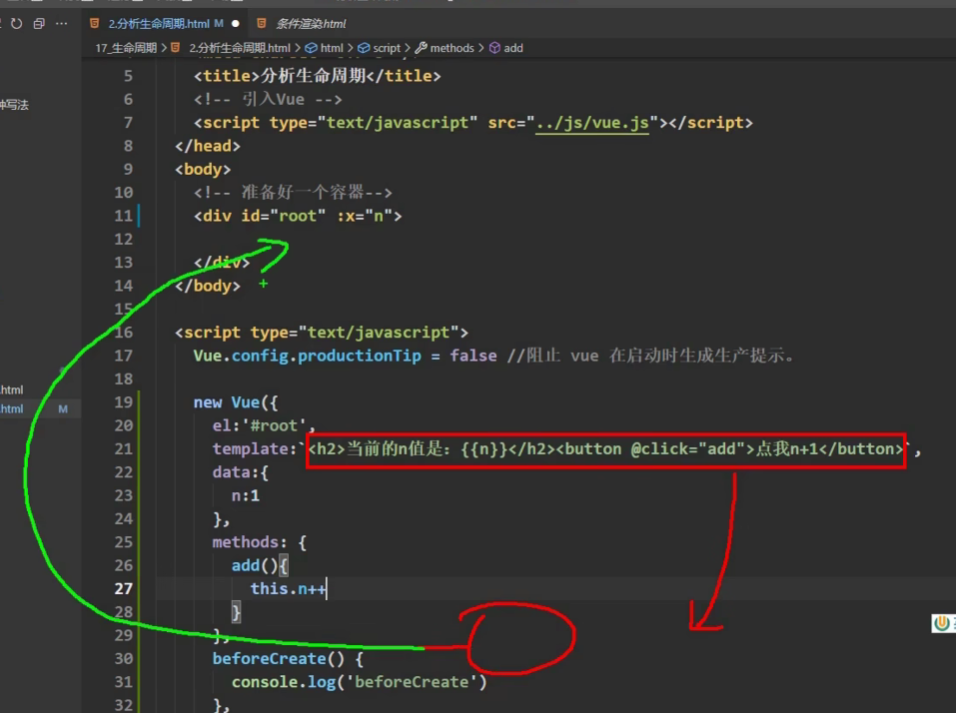 2.分析生命周期.html M ● 条件渲染.html
17_生命周期 > 2.分析生命周期.html > html > script > methods > add
钟写法
.html
.html M
5 <title>分析生命周期</title>
6 <!-- 引入Vue -->
7 <script type="text/javascript" src="../js/vue.js"></script>
8 </head>
9 <body>
10 <!-- 准备好一个容器-->
11 <div id="root" :x="n">
12
13 </div>
14 </body>
15
16 <script type="text/javascript">
17 Vue.config.productionTip = false //阻止 vue 在启动时生成生产提示。
18
19 new Vue({
20 el:'#root',
21 template:`<h2>当前的n值是：{{n}}</h2><button @click="add">点我n+1</button>`,
22 data:{
23 n:1
24 },
25 methods: {
26 add(){
27 this.n++
28 }
29 },
30 beforeCreate() {
31 console.log('beforeCreate')
32 },